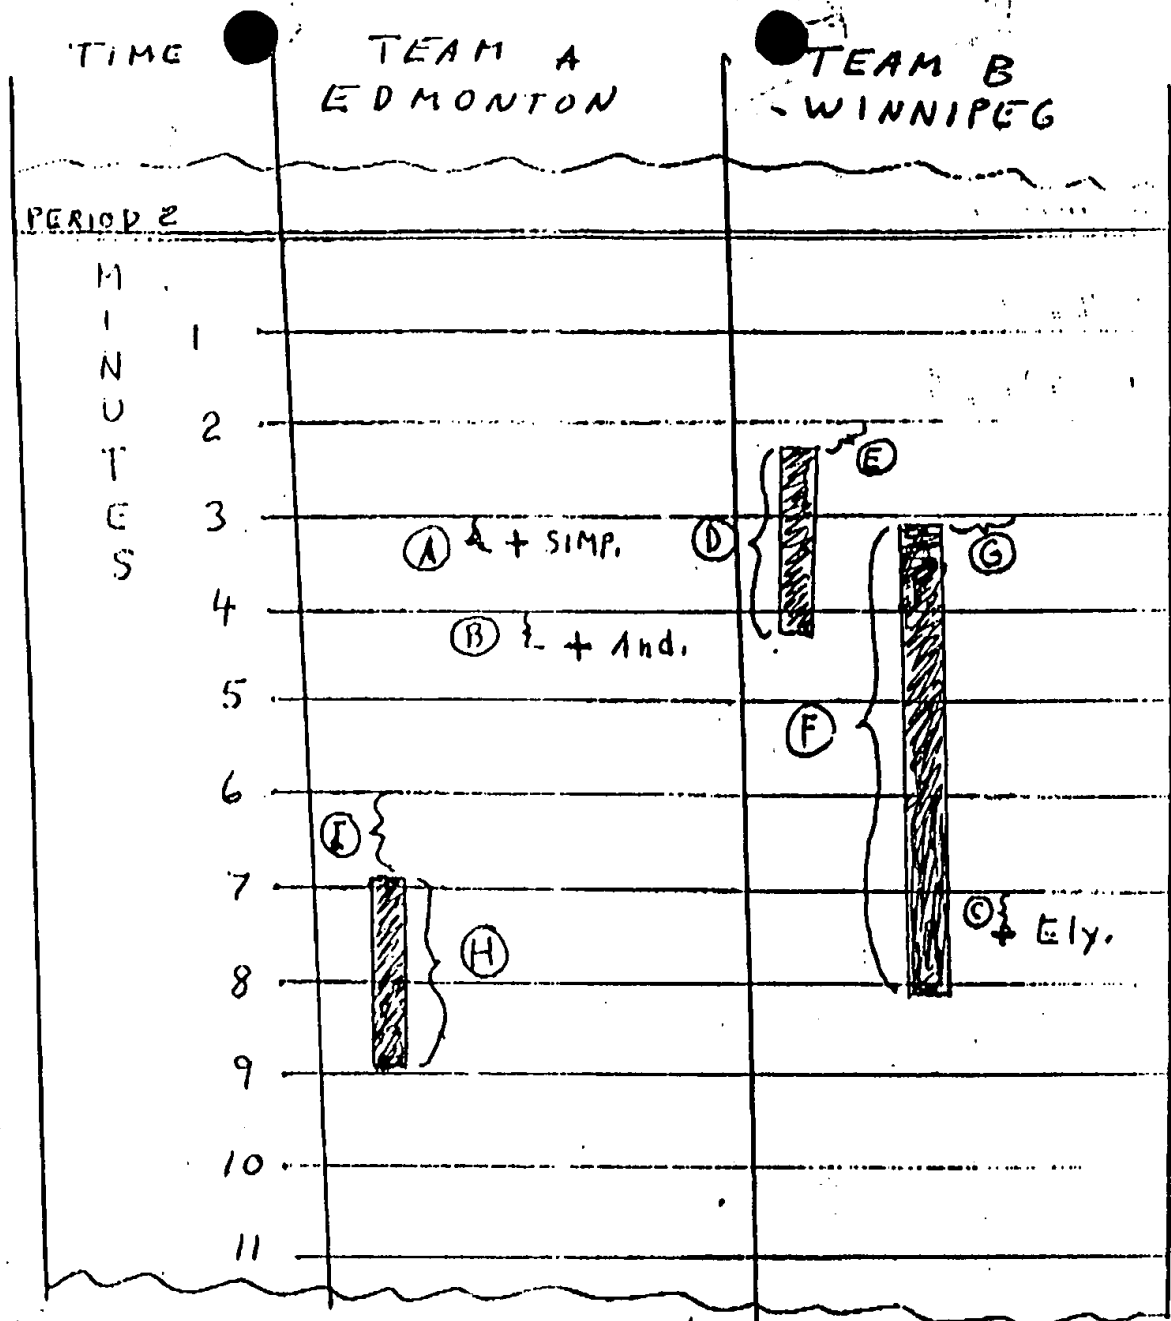 TIME TEAM A TEAM B
EDMONTON WINNIPEG
PERIOD 2
MINUTES
1
2
E
3
A + SIMP. D G
4
B + And.
5
F
6
I
7
C + Ely.
H
8
9
10
11